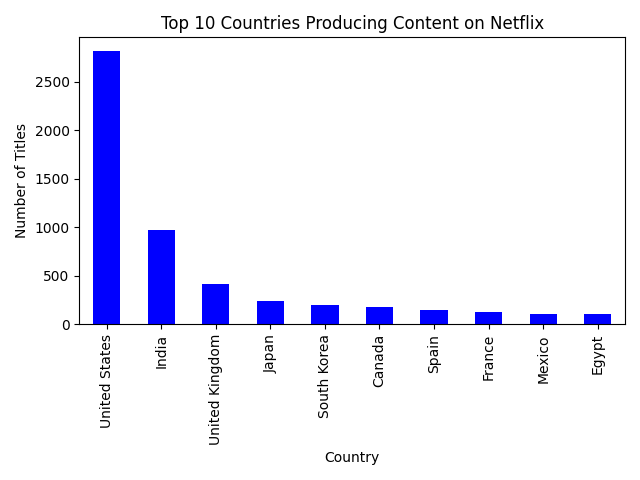 Top 10 Countries Producing Content on Netflix
Number of Titles
2500
2000
1500
1000
500
0
United States
India
United Kingdom
Japan
South Korea
Canada
Spain
France
Mexico
Egypt
Country